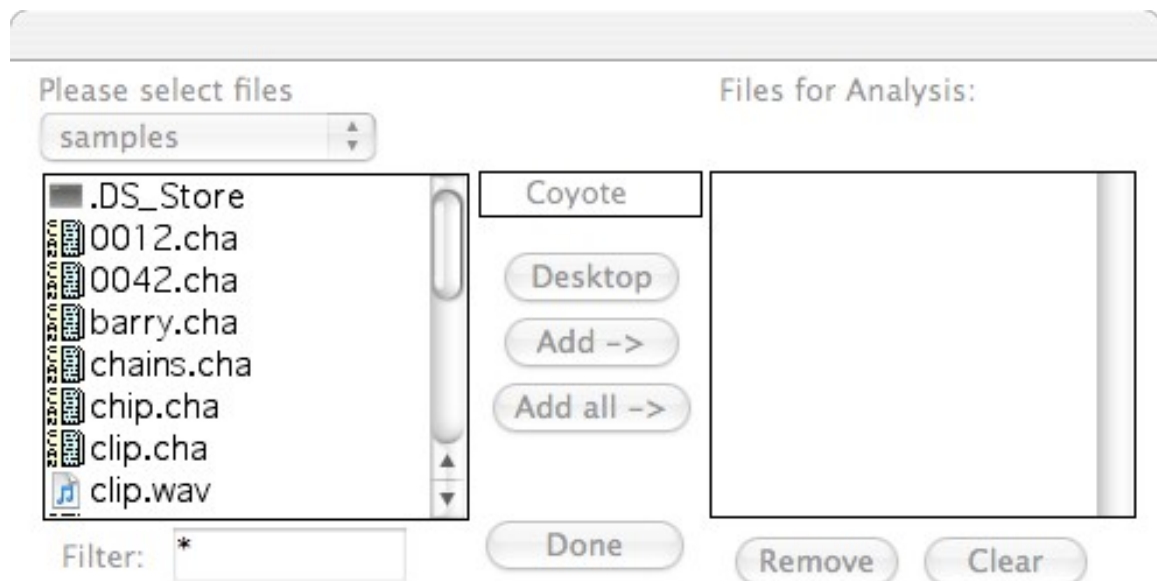 Please select files
Files for Analysis:
samples
.DS_Store
0012.cha
0042.cha
barry.cha
chains.cha
chip.cha
clip.cha
clip.wav
Coyote
Desktop
Add ->
Add all ->
Done
Filter: *
Remove
Clear